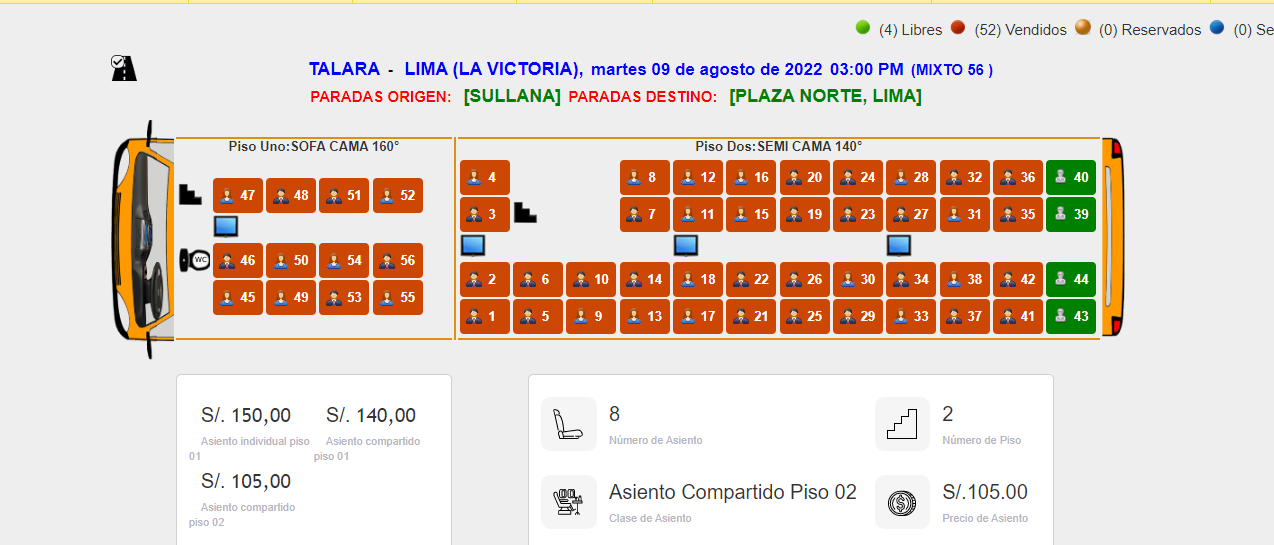 (4) Libres (52) Vendidos (0) Reservados (0) Se
TALARA - LIMA (LA VICTORIA), martes 09 de agosto de 2022 03:00 PM (MIXTO 56 )
PARADAS ORIGEN: [SULLANA] PARADAS DESTINO: [PLAZA NORTE, LIMA]
Piso Uno:SOFA CAMA 160°
47 48 51 52
WC
46 50 54 56
45 49 53 55
Piso Dos:SEMI CAMA 140°
4 8 12 16 20 24 28 32 36 40
3 7 11 15 19 23 27 31 35 39
2 6 10 14 18 22 26 30 34 38 42 44
1 5 9 13 17 21 25 29 33 37 41 43
S/. 150,00
Asiento individual piso
01
S/. 140,00
Asiento compartido
piso 01
S/. 105,00
Asiento compartido
piso 02
8
Número de Asiento
2
Número de Piso
Asiento Compartido Piso 02
Clase de Asiento
S/.105.00
Precio de Asiento